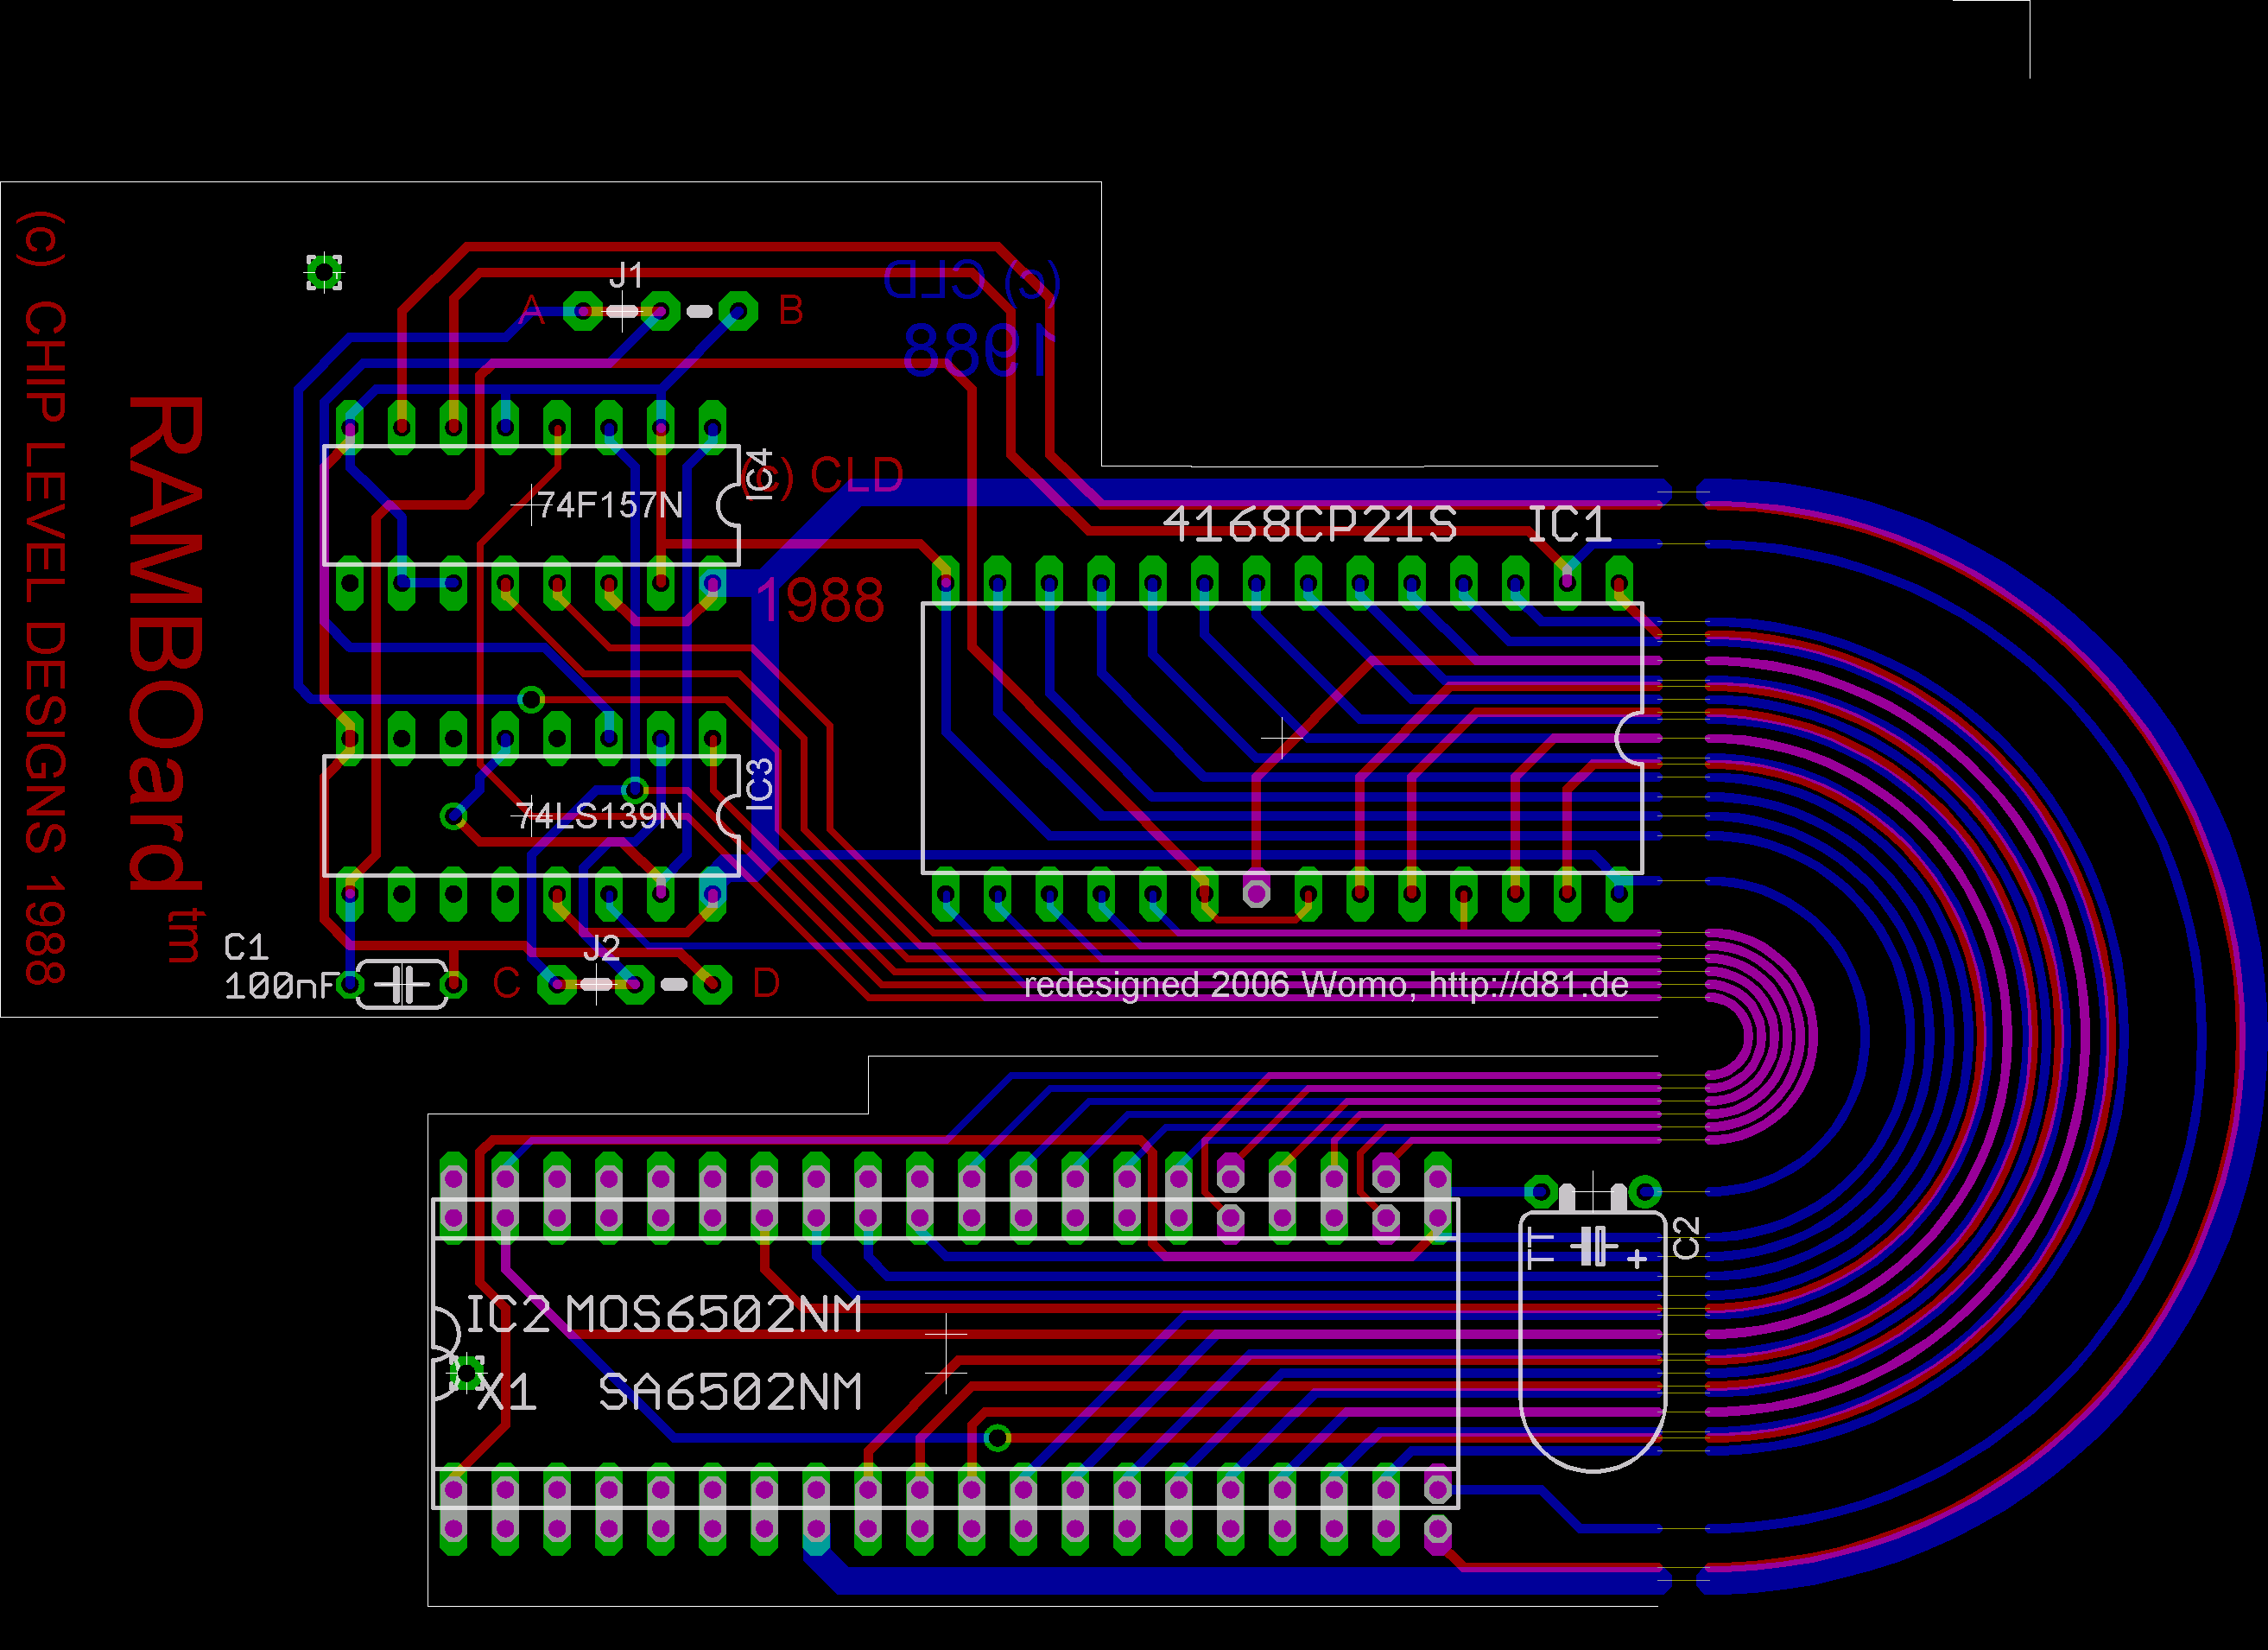 (c) CHIP LEVEL DESIGNS 1988
RAMBOard tm
J1
A
B
(c) CLD
1988
IC4
74F157N
(c) CLD
1988
4168CP21S IC1
IC3
74LS139N
C1
100nF
J2
C
D
redesigned 2006 Womo, http://d81.de
IC2 MOS6502NM
X1 SA6502NM
TT
+
C2